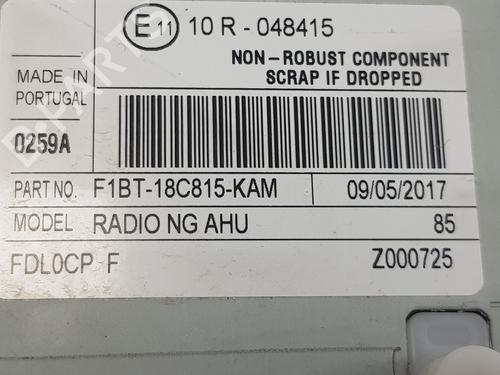 E 11 10 R - 048415
NON-ROBUST COMPONENT
SCRAP IF DROPPED
MADE IN
PORTUGAL
0259A
PART NO. F1BT-18C815-KAM 09/05/2017
MODEL RADIO NG AHU 85
FDL0CP F Z000725